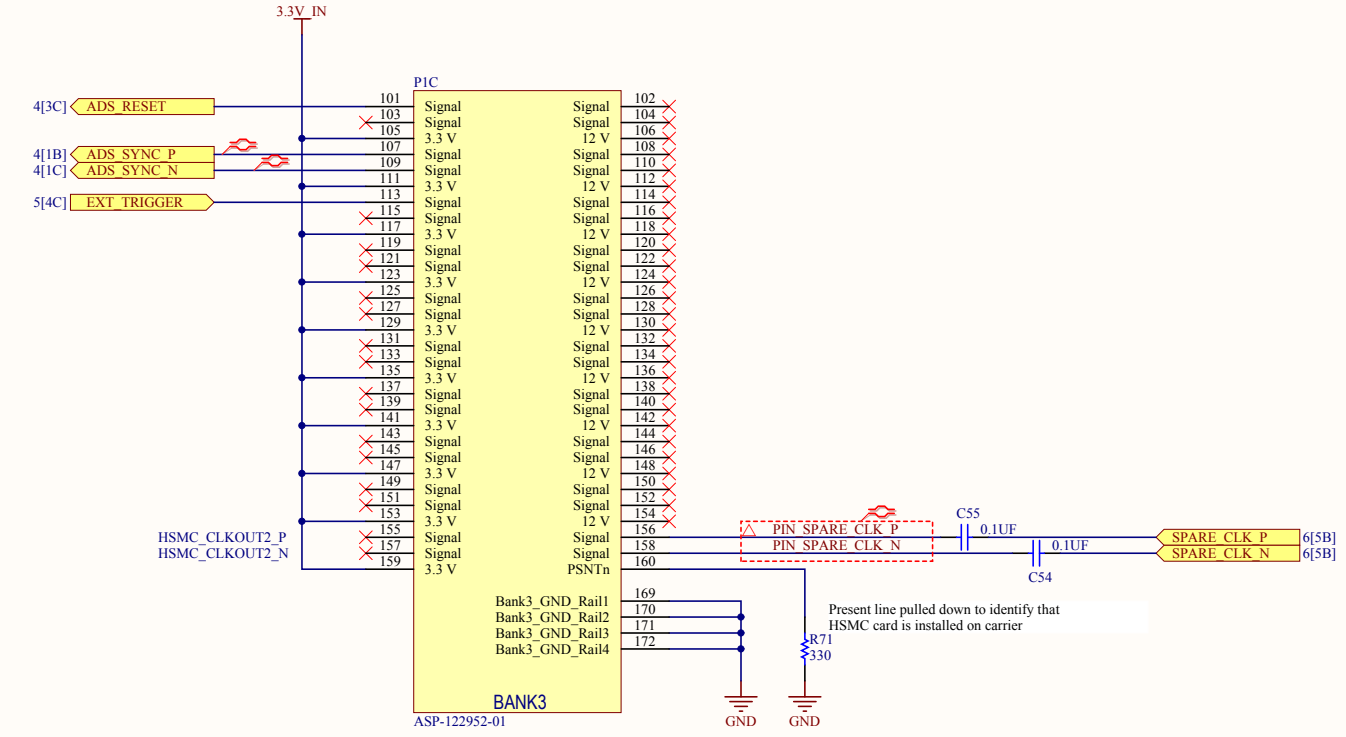 3.3V_IN
P1C
4[3C] ADS_RESET 101 Signal Signal 102
103 Signal Signal 104
105 3.3 V 12 V 106
4[1B] ADS_SYNC_P 107 Signal Signal 108
4[1C] ADS_SYNC_N 109 Signal Signal 110
111 3.3 V 12 V 112
5[4C] EXT_TRIGGER 113 Signal Signal 114
115 Signal Signal 116
117 3.3 V 12 V 118
119 Signal Signal 120
121 Signal Signal 122
123 3.3 V 12 V 124
125 Signal Signal 126
127 Signal Signal 128
129 3.3 V 12 V 130
131 Signal Signal 132
133 Signal Signal 134
135 3.3 V 12 V 136
137 Signal Signal 138
139 Signal Signal 140
141 3.3 V 12 V 142
143 Signal Signal 144
145 Signal Signal 146
147 3.3 V 12 V 148
149 Signal Signal 150
151 Signal Signal 152
153 3.3 V 12 V 154
HSMC_CLKOUT2_P 155 Signal Signal 156 PIN_SPARE_CLK_P C55 0.1UF SPARE_CLK_P 6[5B]
HSMC_CLKOUT2_N 157 Signal Signal 158 PIN_SPARE_CLK_N 0.1UF C54 SPARE_CLK_N 6[5B]
159 3.3 V PSNTn 160
Bank3_GND_Rail1 169
Bank3_GND_Rail2 170
Bank3_GND_Rail3 171
Bank3_GND_Rail4 172
Present line pulled down to identify that
HSMC card is installed on carrier
R71
330
BANK3
ASP-122952-01
GND GND